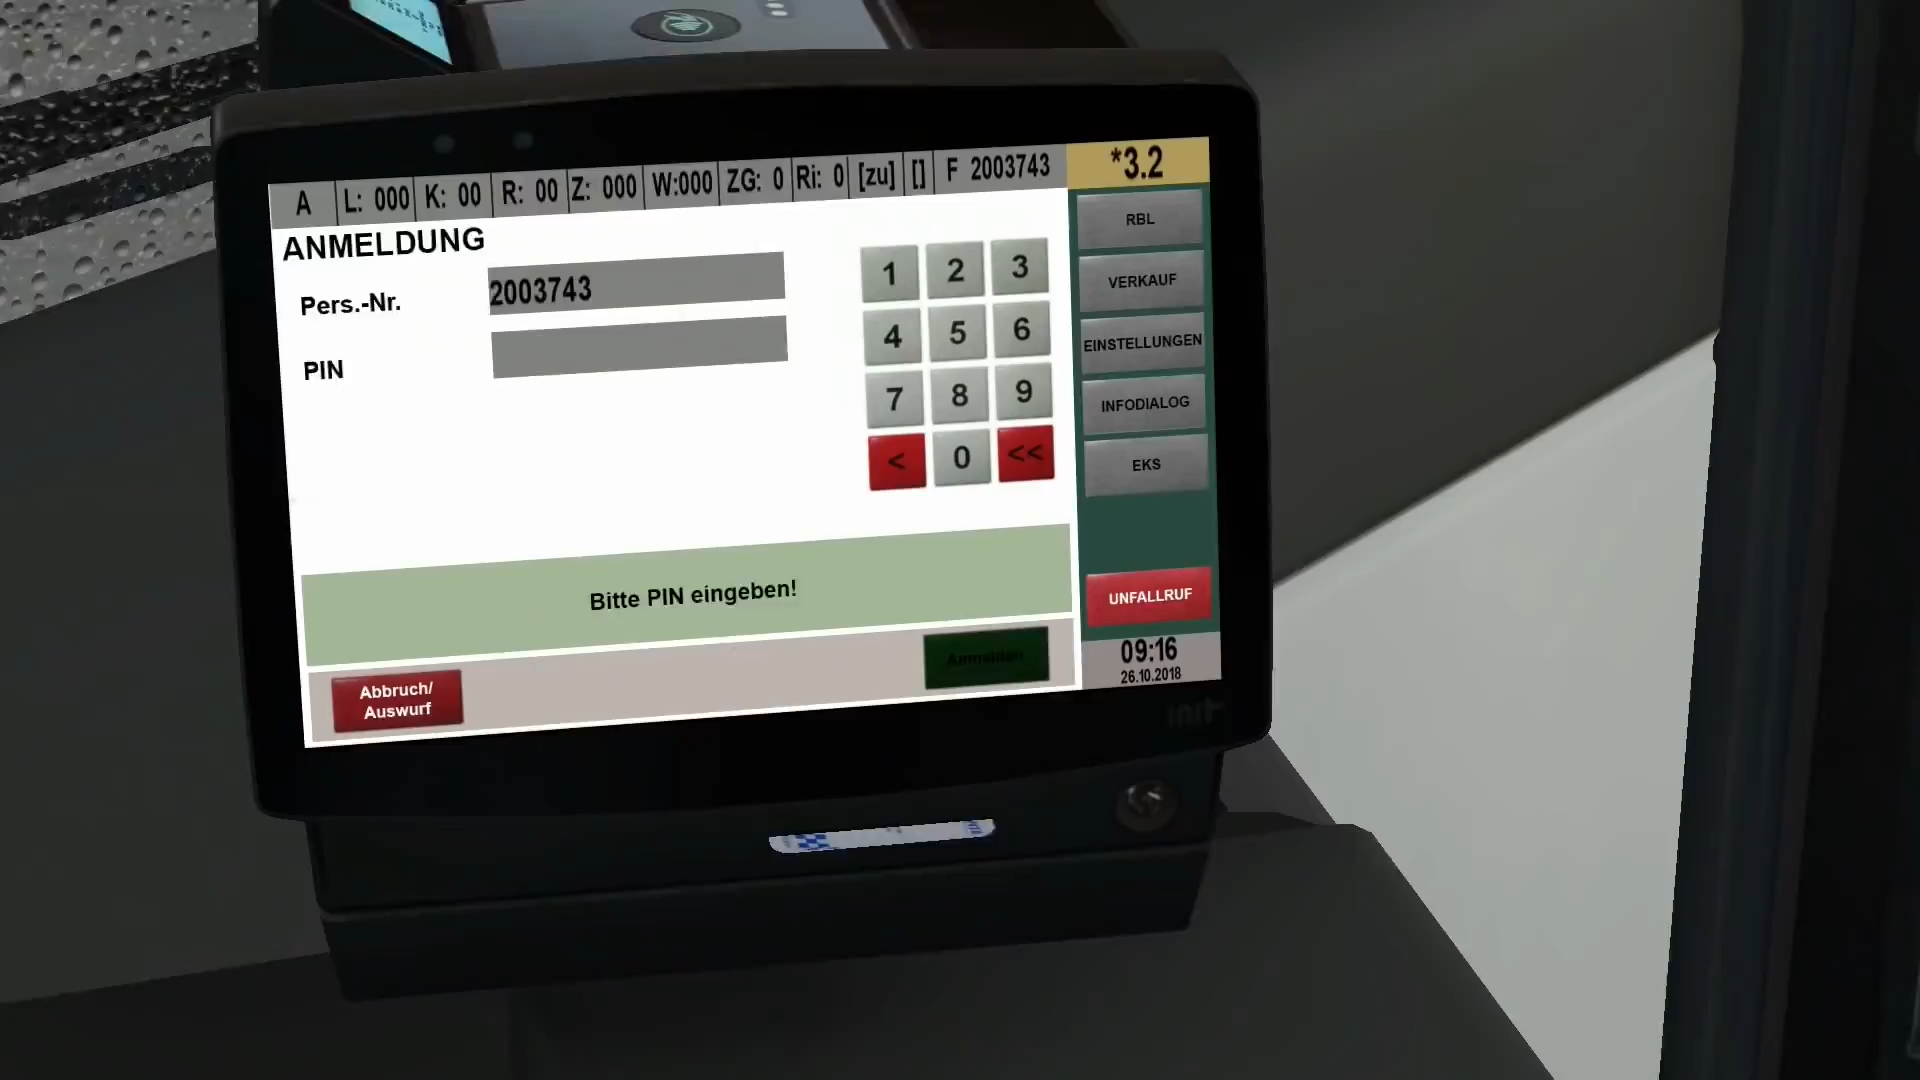 A L: 000 K: 00 R: 00 Z: 000 W:000 ZG: 0 Ri: 0 [zu] [] F 2003743 *3.2
ANMELDUNG
Pers.-Nr. 2003743
PIN
1 2 3
4 5 6
7 8 9
< 0 <<
Bitte PIN eingeben!
Abbruch/
Auswurf
Anmelden
RBL
VERKAUF
EINSTELLUNGEN
INFODIALOG
EKS
UNFALLRUF
09:16
26.10.2018
init